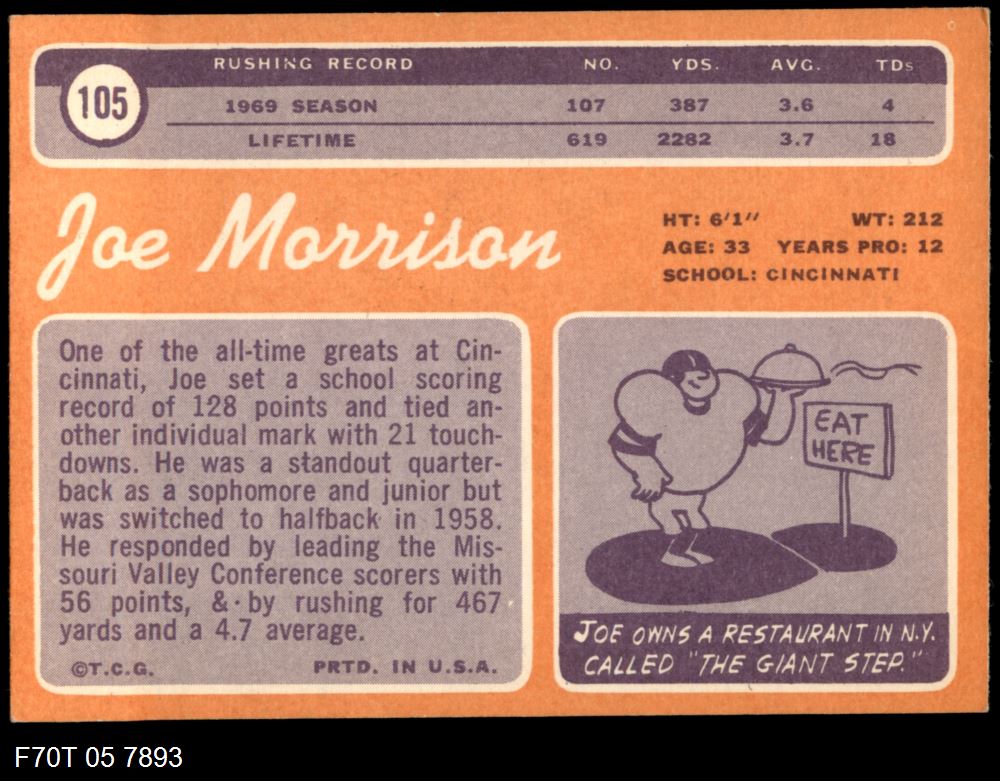 RUSHING RECORD NO. YDS. AVG. TDs
105
1969 SEASON 107 387 3.6 4
LIFETIME 619 2282 3.7 18
Joe Morrison
HT: 6'1" WT: 212
AGE: 33 YEARS PRO: 12
SCHOOL: CINCINNATI
One of the all-time greats at Cin-
cinnati, Joe set a school scoring
record of 128 points and tied an-
other individual mark with 21 touch-
downs. He was a standout quarter-
back as a sophomore and junior but
was switched to halfback in 1958.
He responded by leading the Mis-
souri Valley Conference scorers with
56 points, & by rushing for 467
yards and a 4.7 average.
©T.C.G. PRTD. IN U.S.A.
EAT
HERE
JOE OWNS A RESTAURANT IN N.Y.
CALLED "THE GIANT STEP."
F70T 05 7893